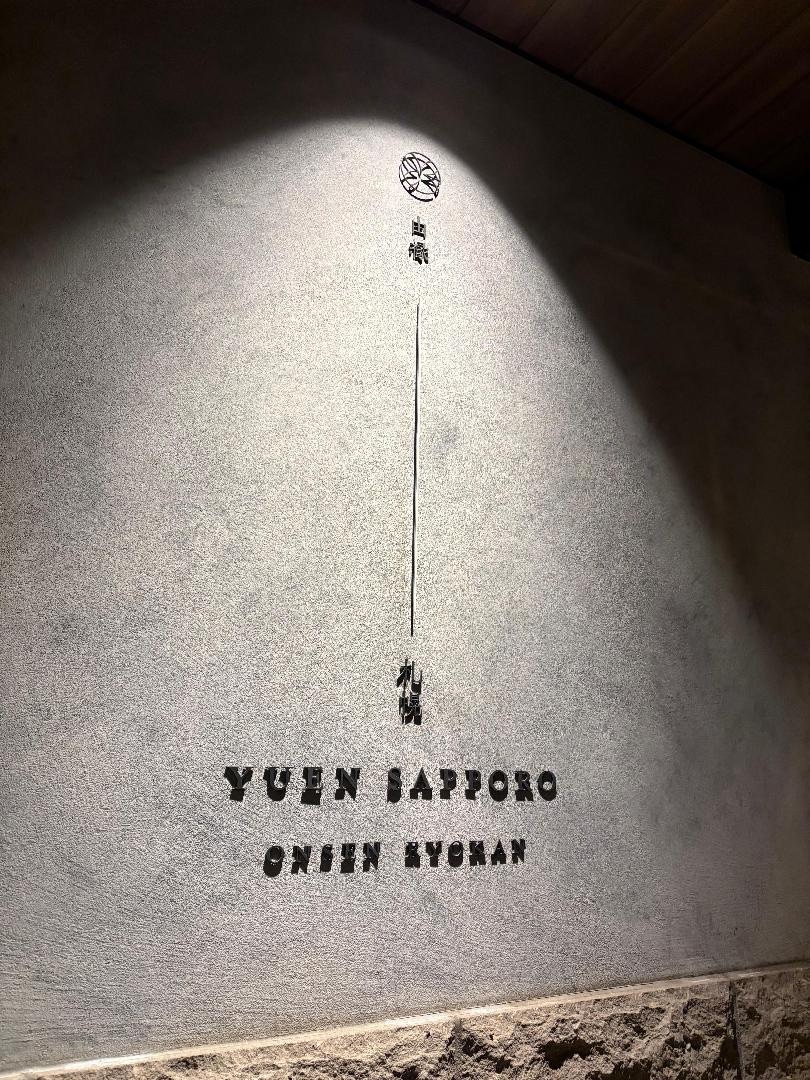 由縁
札幌
YUEN SAPPORO
ONSEN RYOKAN